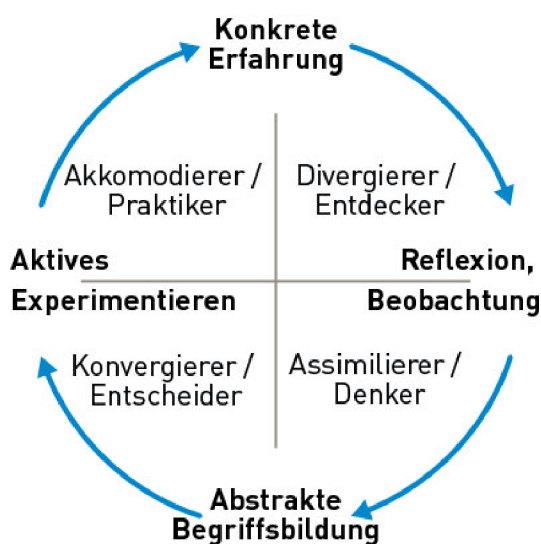 Konkrete
Erfahrung
Akkomodierer /
Praktiker
Divergierer /
Entdecker
Aktives
Experimentieren
Reflexion,
Beobachtung
Konvergierer /
Entscheider
Assimilierer /
Denker
Abstrakte
Begriffsbildung